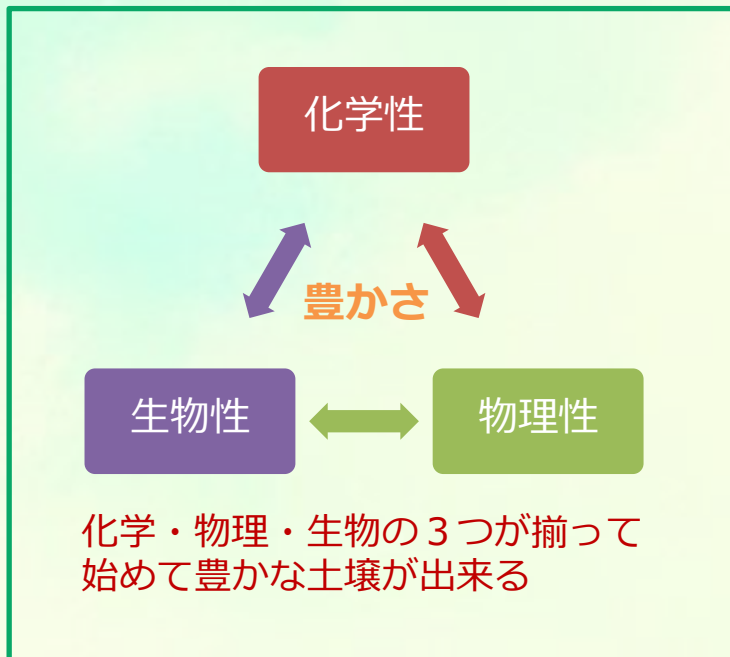 化学性
豊かさ
生物性
物理性
化学・物理・生物の３つが揃って
始めて豊かな土壌が出来る